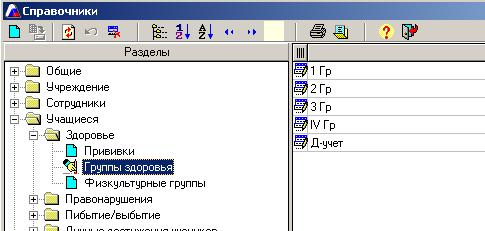 Справочники
Разделы
Общие
Учреждение
Сотрудники
Учащиеся
Здоровье
Прививки
Группы здоровья
Физкультурные группы
Правонарушения
Пибытие/выбытие
1 Гр
2 Гр
3 Гр
IV Гр
Д-учет